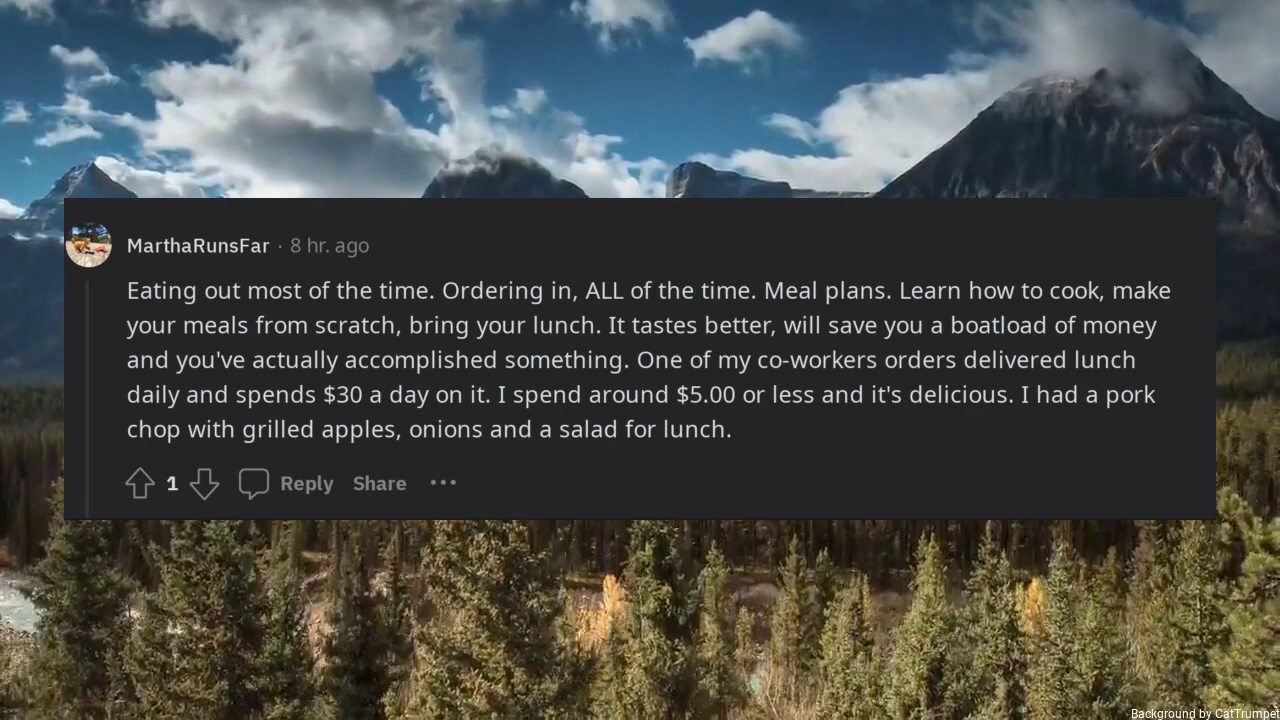 MarthaRunsFar · 8 hr. ago
Eating out most of the time. Ordering in, ALL of the time. Meal plans. Learn how to cook, make
your meals from scratch, bring your lunch. It tastes better, will save you a boatload of money
and you've actually accomplished something. One of my co-workers orders delivered lunch
daily and spends $30 a day on it. I spend around $5.00 or less and it's delicious. I had a pork
chop with grilled apples, onions and a salad for lunch.
1 Reply Share •••
Background by CatTrumpet